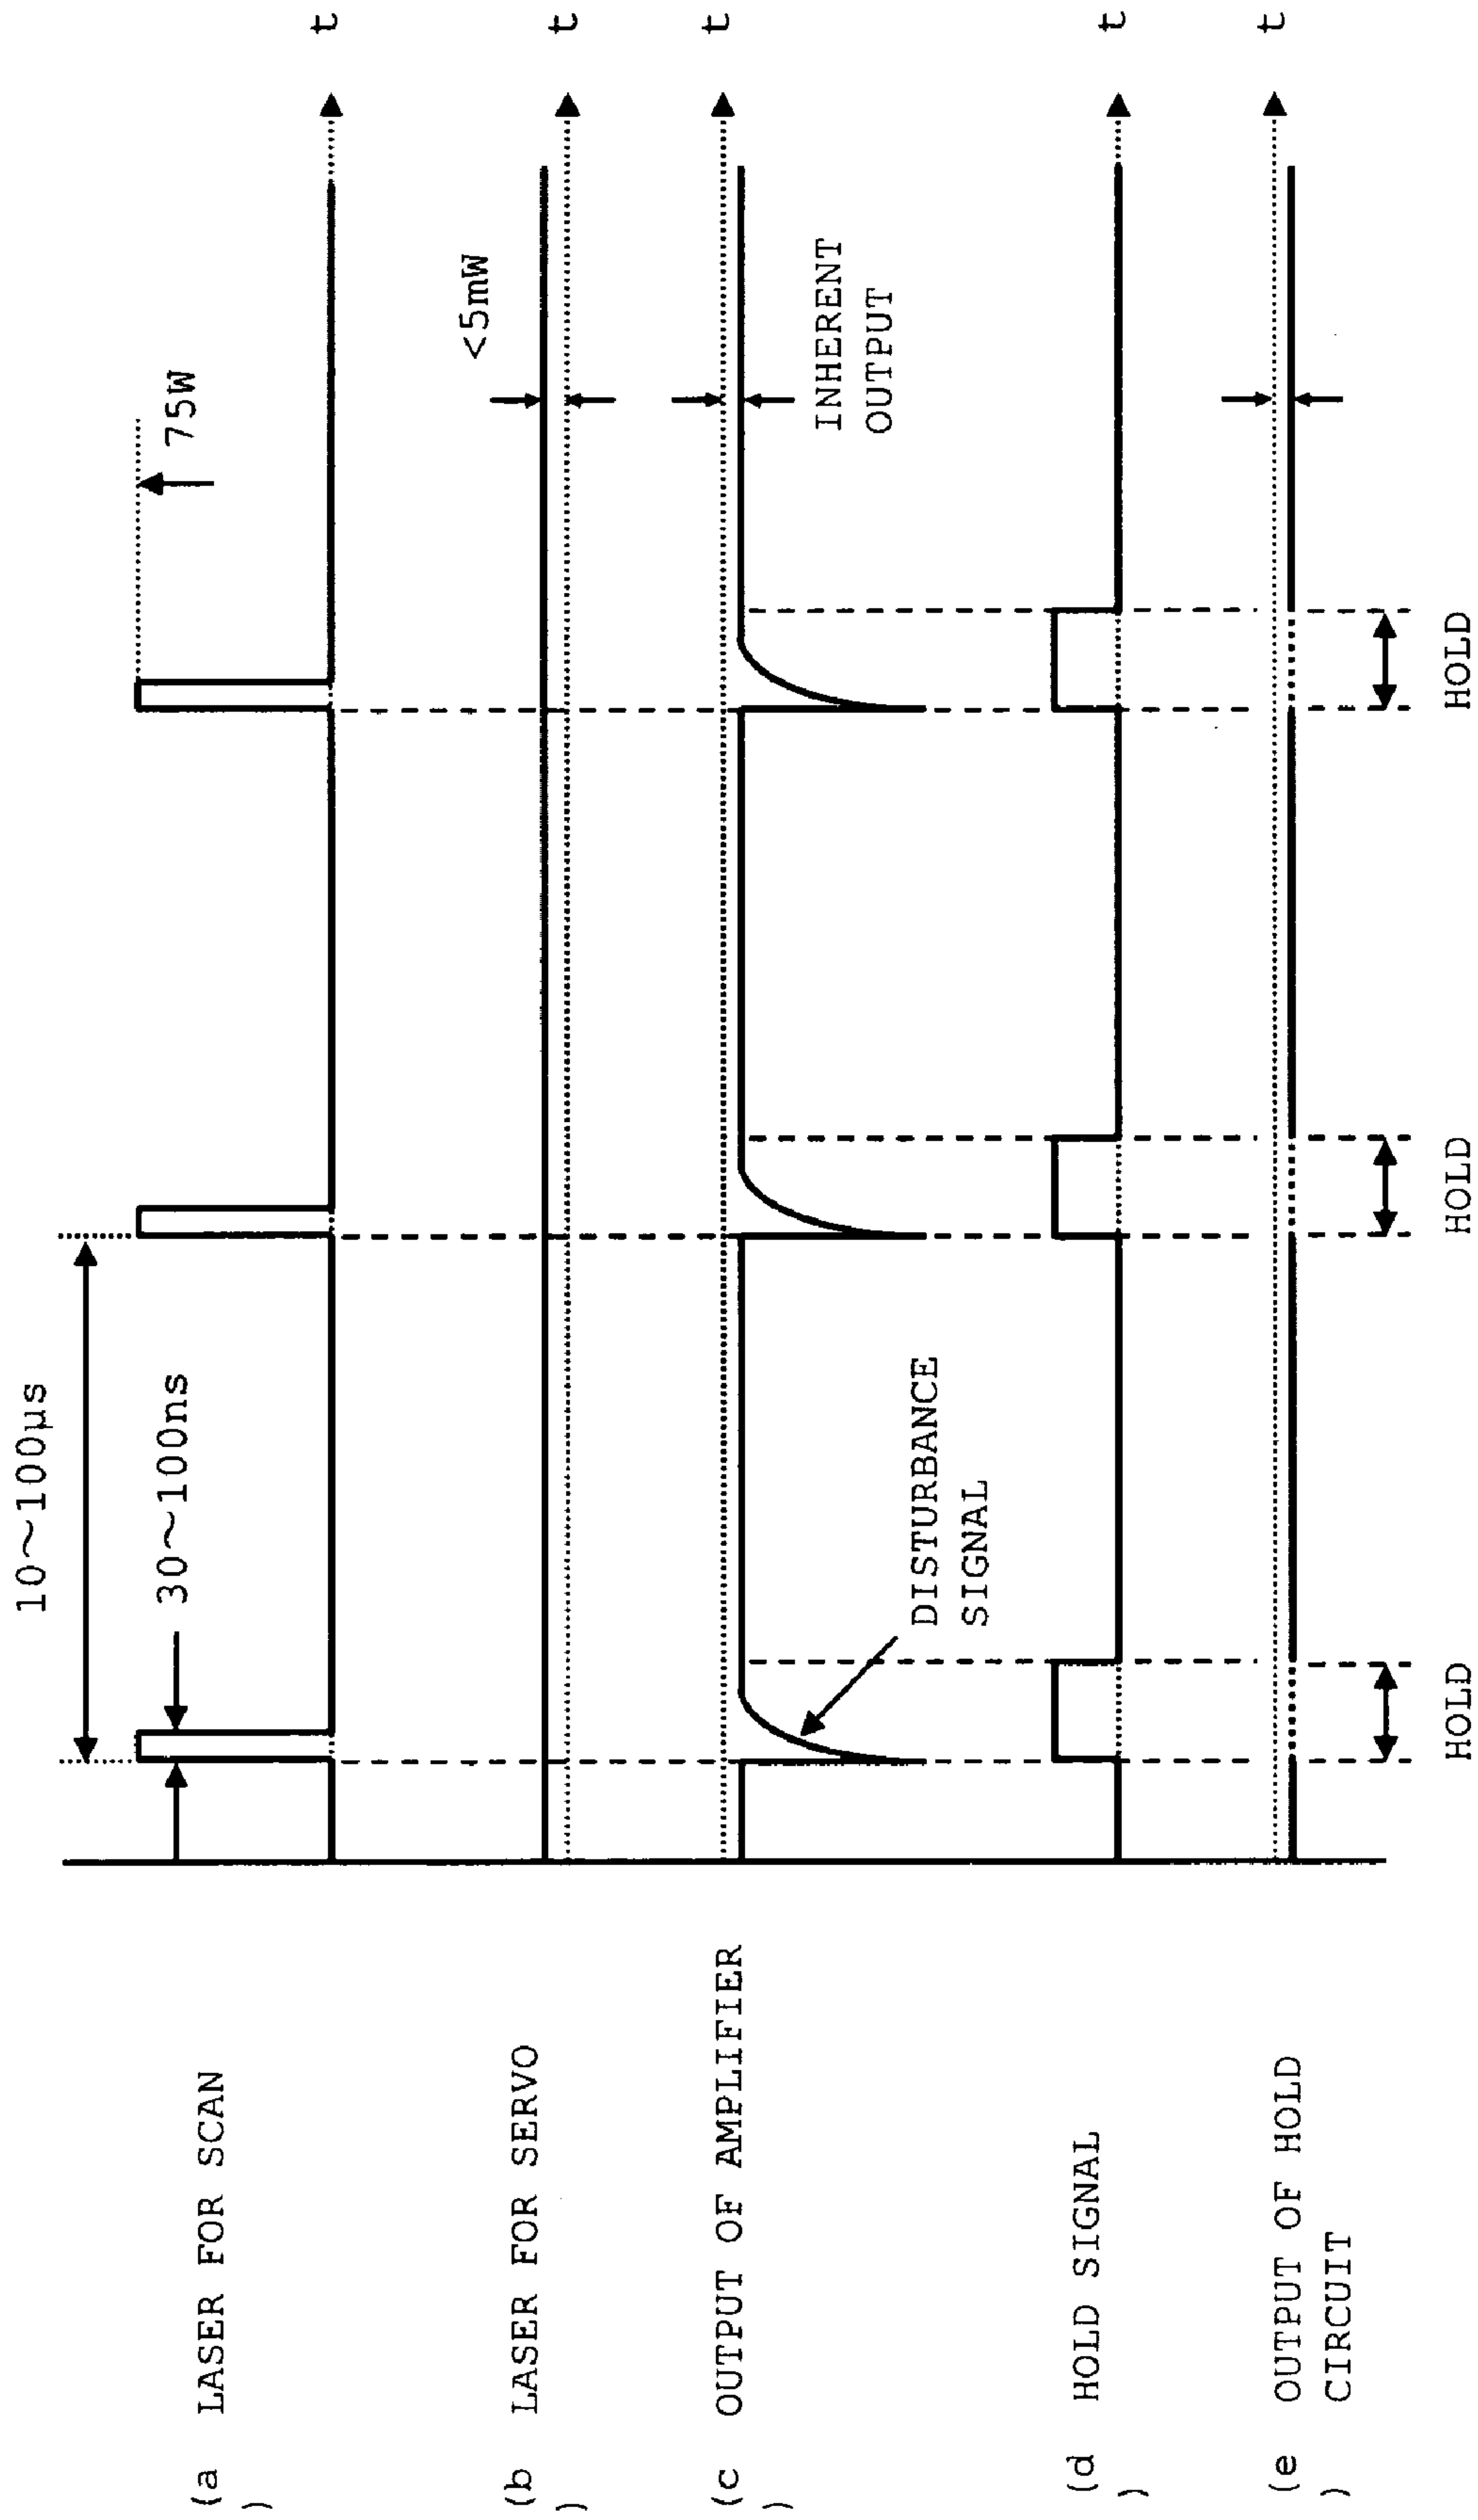 10~100μs
30~100ns
75W
(a) LASER FOR SCAN
t
<5mW
(b) LASER FOR SERVO
t
(c) OUTPUT OF AMPLIFIER
t
INHERENT
OUTPUT
DISTURBANCE
SIGNAL
(d) HOLD SIGNAL
t
(e) OUTPUT OF HOLD
CIRCUIT
t
HOLD
HOLD
HOLD